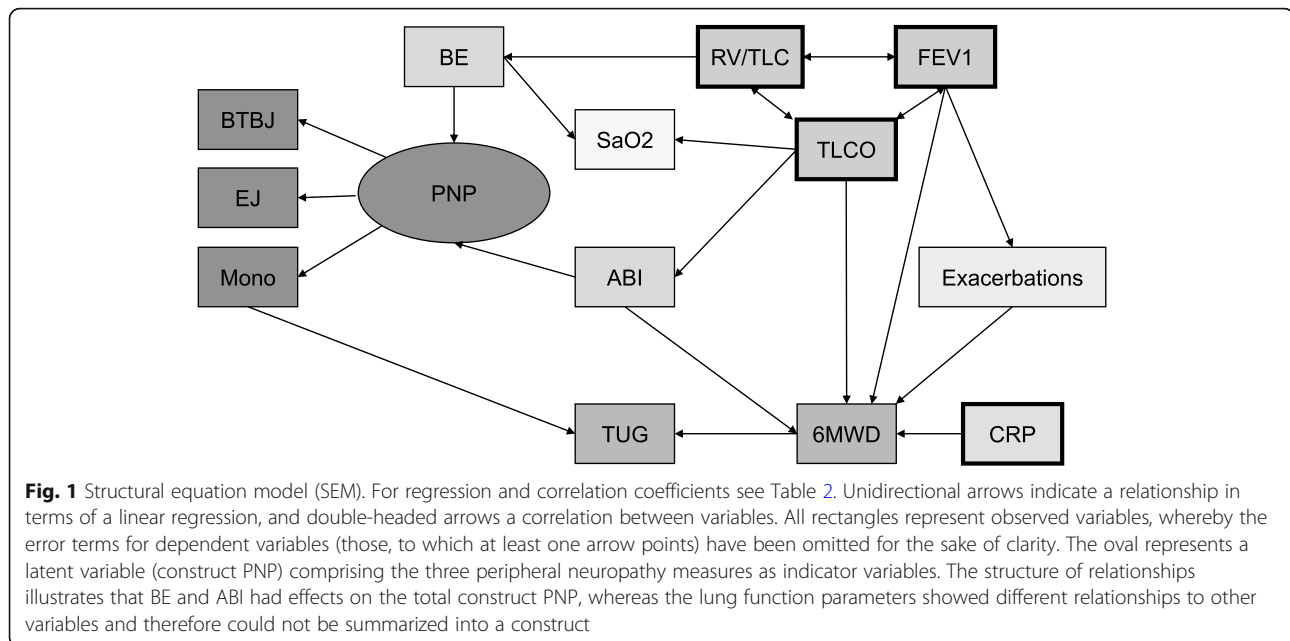 BE
RV/TLC
FEV1
BTBJ
SaO2
TLCO
EJ
PNP
Mono
ABI
Exacerbations
TUG
6MWD
CRP
Fig. 1 Structural equation model (SEM). For regression and correlation coefficients see Table 2. Unidirectional arrows indicate a relationship in
terms of a linear regression, and double-headed arrows a correlation between variables. All rectangles represent observed variables, whereby the
error terms for dependent variables (those, to which at least one arrow points) have been omitted for the sake of clarity. The oval represents a
latent variable (construct PNP) comprising the three peripheral neuropathy measures as indicator variables. The structure of relationships
illustrates that BE and ABI had effects on the total construct PNP, whereas the lung function parameters showed different relationships to other
variables and therefore could not be summarized into a construct